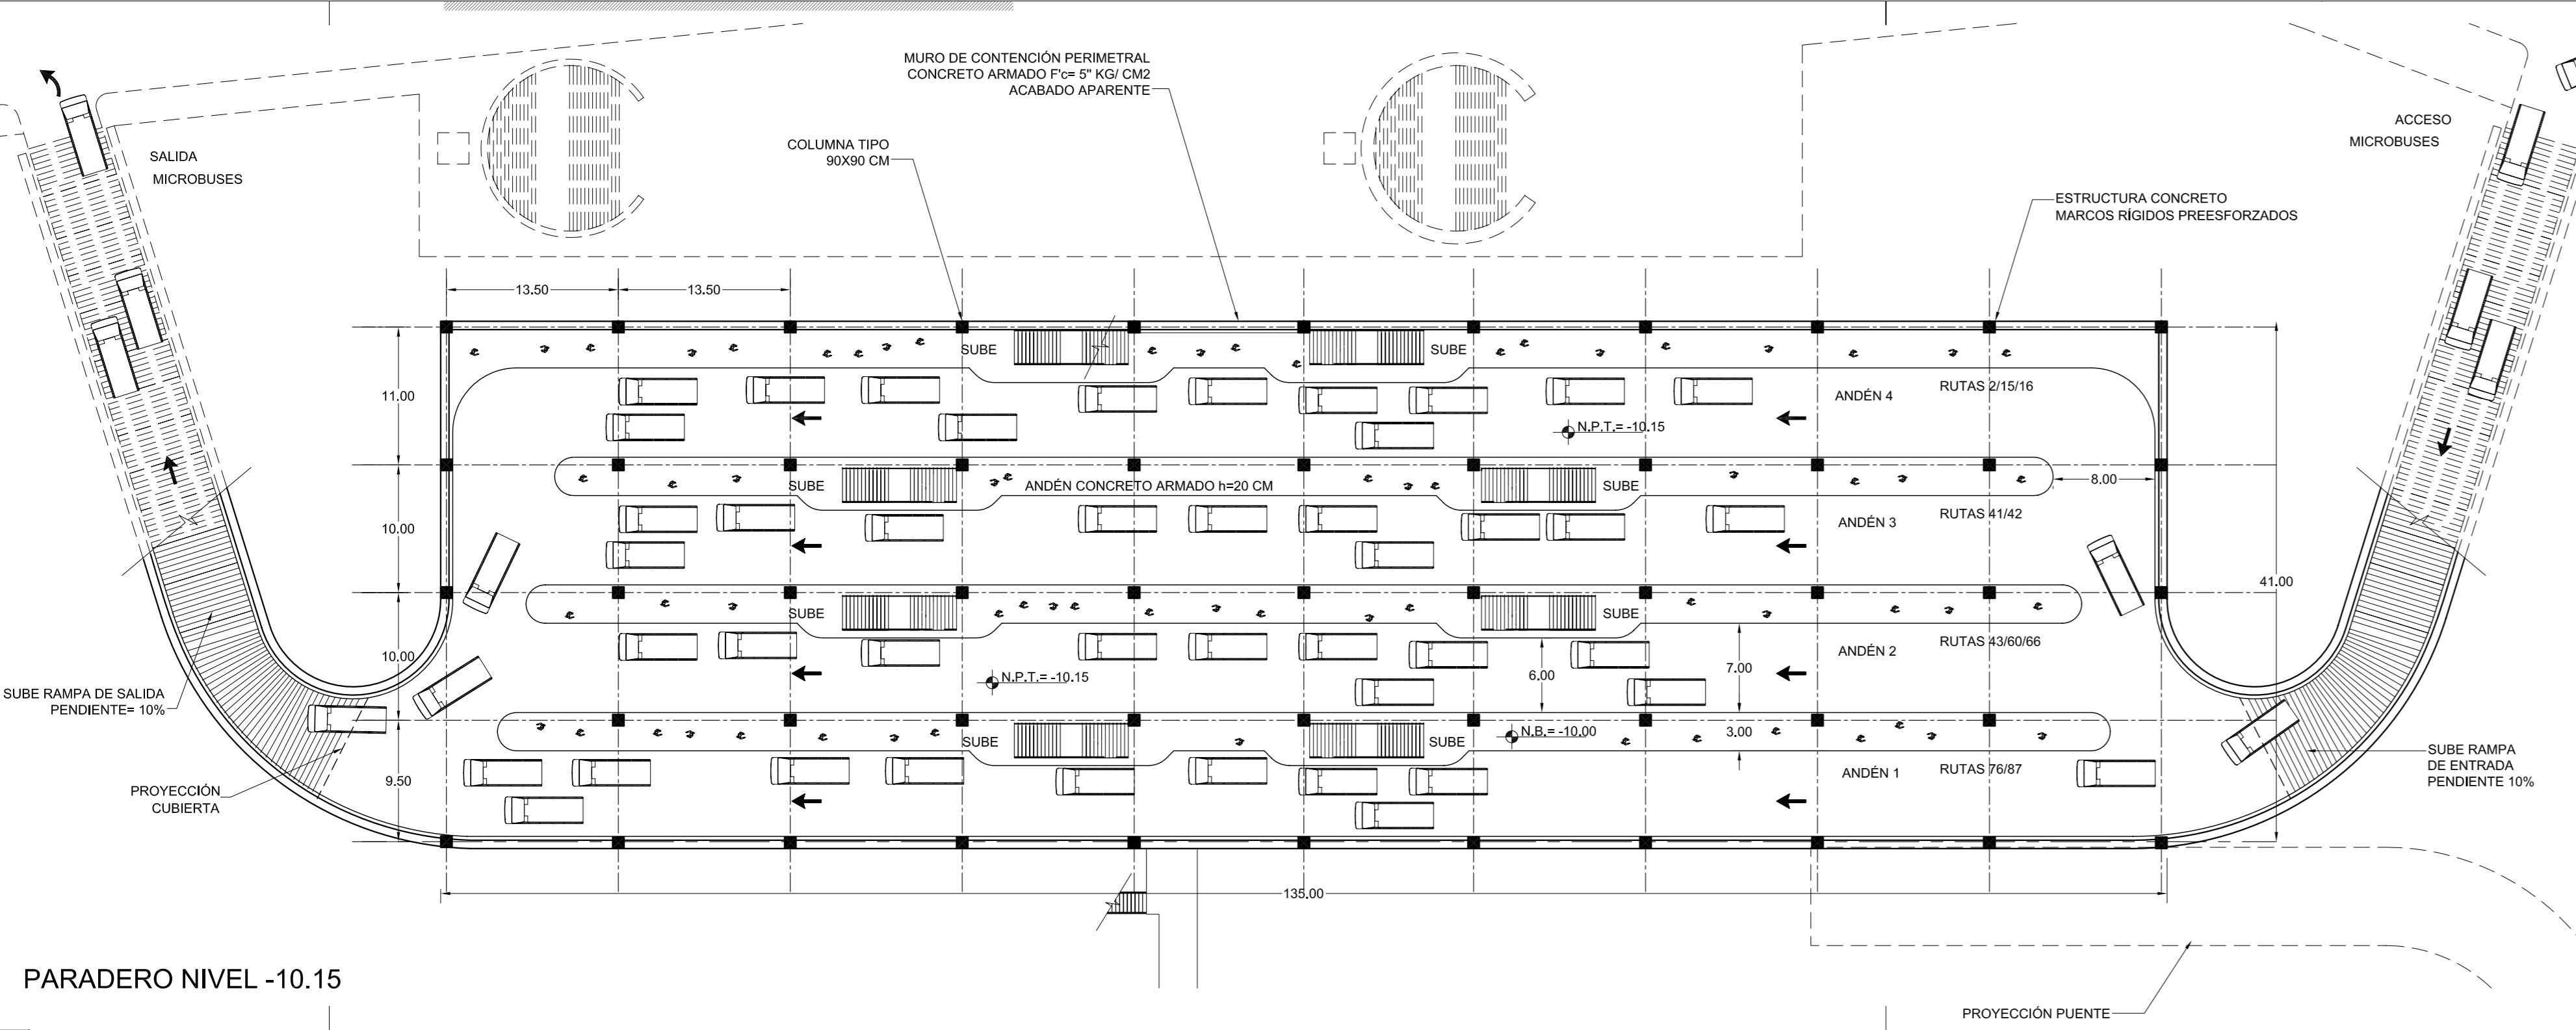 MURO DE CONTENCIÓN PERIMETRAL
CONCRETO ARMADO F'c= 5" KG/ CM2
ACABADO APARENTE
COLUMNA TIPO
90X90 CM
SALIDA
MICROBUSES
ACCESO
MICROBUSES
ESTRUCTURA CONCRETO
MARCOS RÍGIDOS PREESFORZADOS
13.50
13.50
SUBE
SUBE
11.00
ANDÉN 4
RUTAS 2/15/16
N.P.T.= -10.15
SUBE
ANDÉN CONCRETO ARMADO h=20 CM
SUBE
8.00
10.00
ANDÉN 3
RUTAS 41/42
41.00
SUBE
SUBE
10.00
ANDÉN 2
RUTAS 43/60/66
6.00
7.00
N.P.T.= -10.15
SUBE RAMPA DE SALIDA
PENDIENTE= 10%
SUBE
SUBE
N.B.= -10.00
3.00
SUBE RAMPA
DE ENTRADA
PENDIENTE 10%
9.50
ANDÉN 1
RUTAS 76/87
PROYECCIÓN
CUBIERTA
135.00
PARADERO NIVEL -10.15
PROYECCIÓN PUENTE